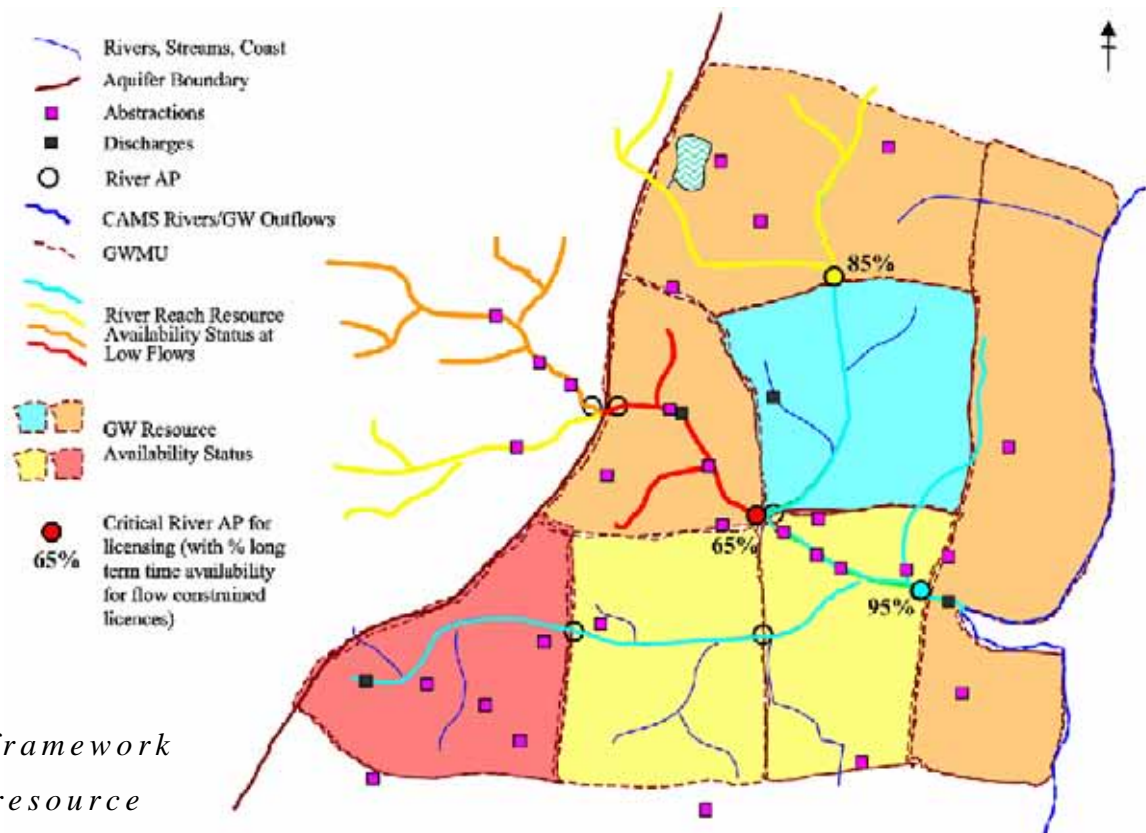 Rivers, Streams, Coast
Aquifer Boundary
Abstractions
Discharges
River AP
CAMS Rivers/GW Outflows
GWMU
River Reach Resource
Availability Status at
Low Flows
GW Resource
Availability Status
Critical River AP for
licensing (with % long
term time availability
for flow constrained
licences)
65%
85%
65%
95%
framework
resource